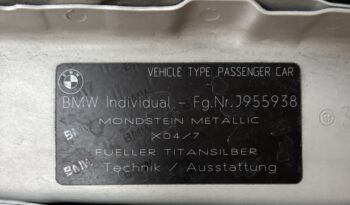 VEHICLE TYPE PASSENGER CAR
BMW Individual - Fg.Nr.J955938
MONDSTEIN METALLIC
X04/7
FUELLER TITANSILBER
Technik / Ausstattung